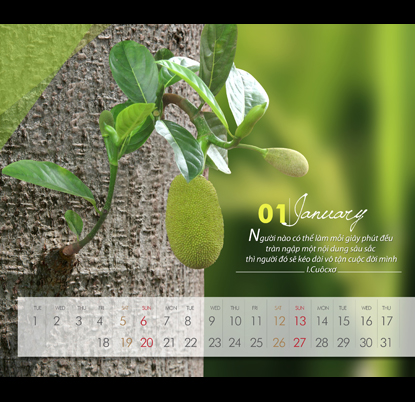 01 January
Người nào có thể làm mỗi giây phút đều
tràn ngập một nội dung sâu sắc
thì người đó sẽ kéo dài vô tận cuộc đời mình
I.Cuôcxơ
TUE WED THU FRI SAT SUN MON TUE WED THU FRI SAT SUN MON TUE WED THU
1 2 3 4 5 6 7 8 9 10 11 12 13 14 15 16 17
18 19 20 21 22 23 24 25 26 27 28 29 30 31